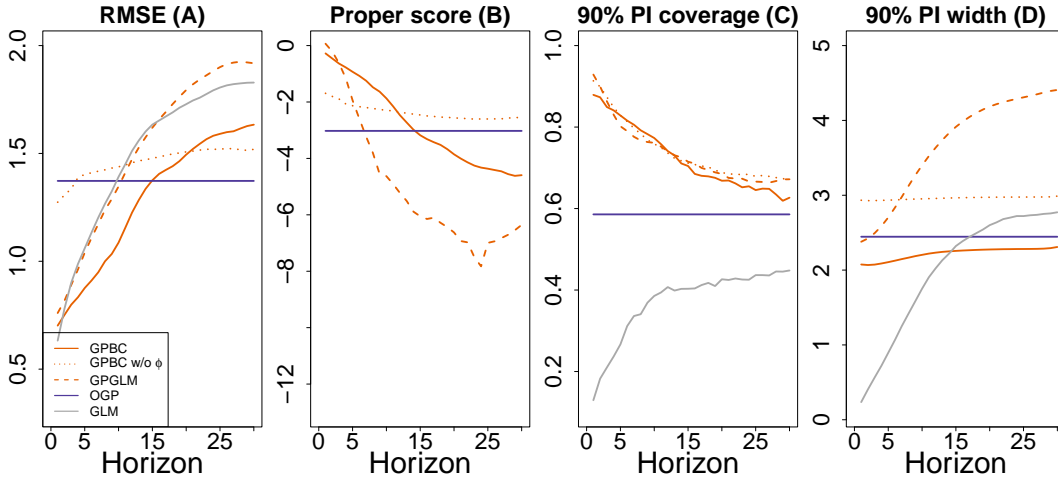 RMSE (A)
2.0
1.5
1.0
0.5
GPBC
GPBC w/o ϕ
GPGLM
OGP
GLM
0 5 15 25
Horizon
Proper score (B)
0
−2
−4
−6
−8
−12
0 5 15 25
Horizon
90% PI coverage (C)
1.0
0.8
0.6
0.4
0.2
0 5 15 25
Horizon
90% PI width (D)
5
4
3
2
1
0
0 5 15 25
Horizon